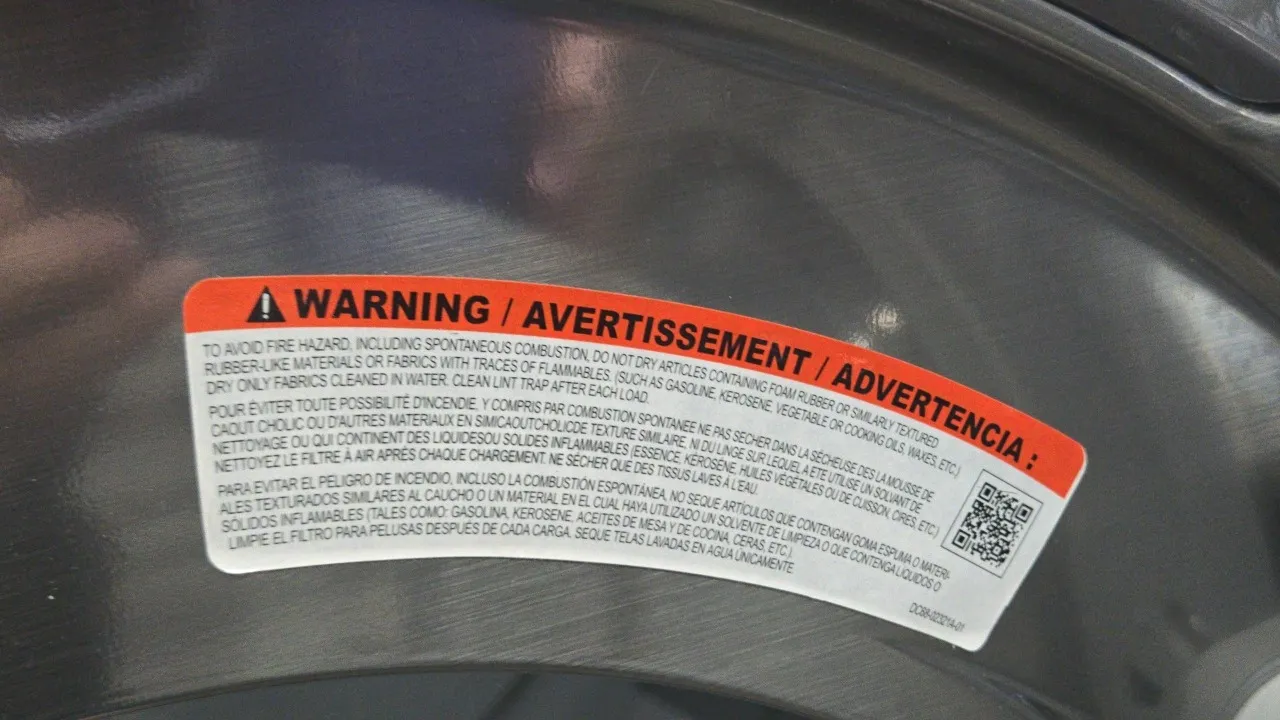 WARNING / AVERTISSEMENT / ADVERTENCIA :
TO AVOID FIRE HAZARD, INCLUDING SPONTANEOUS COMBUSTION, DO NOT DRY ARTICLES CONTAINING FOAM RUBBER OR SIMILARLY TEXTURED
RUBBER-LIKE MATERIALS OR FABRICS WITH TRACES OF FLAMMABLES, (SUCH AS GASOLINE, KEROSENE, VEGETABLE OR COOKING OILS, WAXES, ETC.)
DRY ONLY FABRICS CLEANED IN WATER. CLEAN LINT TRAP AFTER EACH LOAD.
POUR ÉVITER TOUTE POSSIBILITÉ D'INCENDIE, Y COMPRIS PAR COMBUSTION SPONTANÉE NE PAS SÉCHER DANS LA SÉCHEUSE DES LA MOUSSE DE
CAOUT CHOLIC OU D'AUTRES MATERIAUX EN SIMICAOUTCHOLICDE TEXTURE SIMILAIRE, NI DU LINGE SUR LEQUEL A ETE UTILISE UN SOLVANT DE
NETTOYAGE OU QUI CONTINENT DES LIQUIDESOU SOLIDES INFLAMMABLES (ESSENCE, KÉROSENE, HUILES VÉGÉTALES OU DE CUISSON, CIRES, ETC.)
NETTOYEZ LE FILTRE À AIR APRÉS CHAQUE CHARGEMENT. NE SÉCHER QUE DES TISSUS LAVES À L'EAU.
PARA EVITAR EL PELIGRO DE INCENDIO, INCLUSO LA COMBUSTIÓN ESPONTÁNEA, NO SEQUE ARTÍCULOS QUE CONTENGAN GOMA ESPUMA O MATERI-
ALES TEXTURADOS SIMILARES AL CAUCHO O UN MATERIAL EN EL CUAL HAYA UTILIZADO UN SOLVENTE DE LIMPIEZA O QUE CONTENGA LÍQUIDOS O
SÓLIDOS INFLAMABLES (TALES COMO: GASOLINA, KEROSENE, ACEITES DE MESA Y DE COCINA, CERAS, ETC.).
LIMPIE EL FILTRO PARA PELUSAS DESPUÉS DE CADA CARGA. SEQUE TELAS LAVADAS EN AGUA ÚNICAMENTE.
DC68-02321A-01